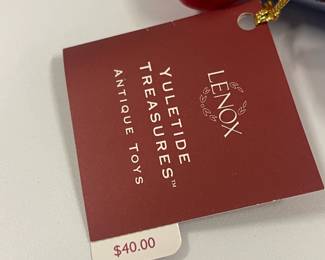 LENOX
YULETIDE
TREASURES™
ANTIQUE TOYS
$40.00